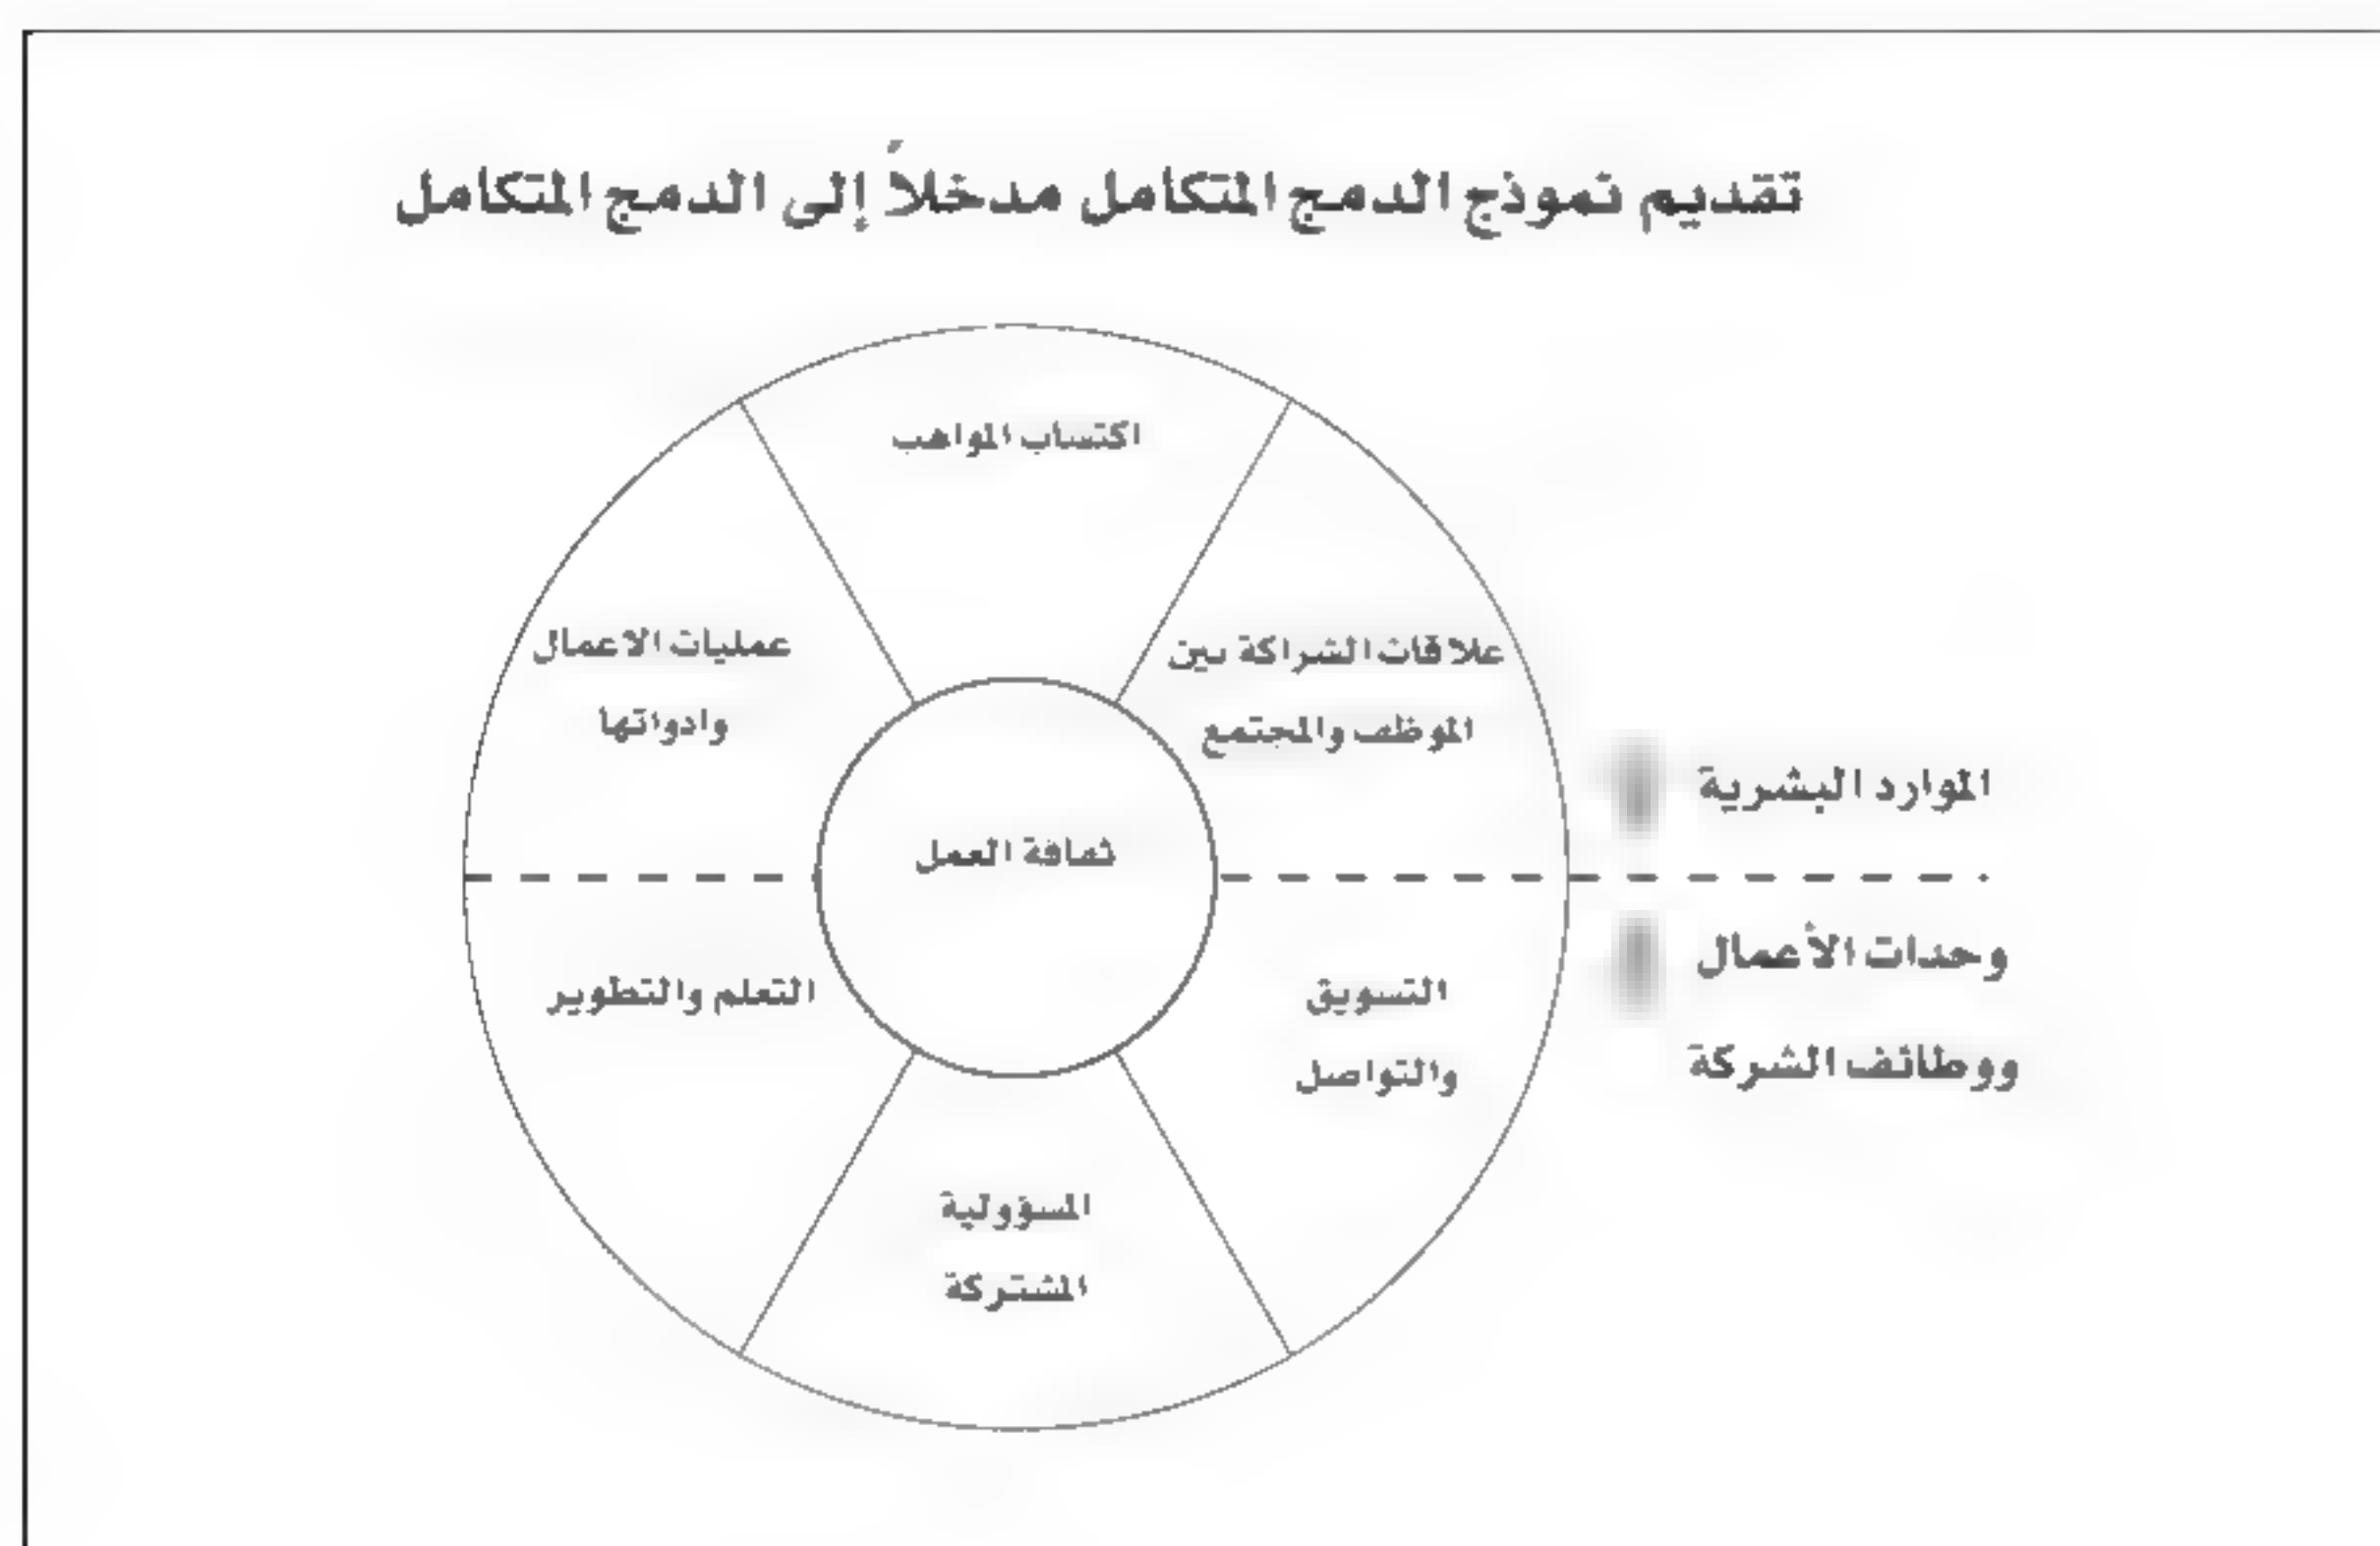 تقديم نموذج الدمج المتكامل مدخلاً إلى الدمج المتكامل
اكتساب المواهب
علاقات الشراكة بين
الموظف والمجتمع
عمليات الاعمال
وادواتها
الموارد البشرية
ثقافة العمل
وحدات الأعمال
ووظائف الشركة
التسويق
والتواصل
التعلم والتطوير
المسؤولية
المشتركة